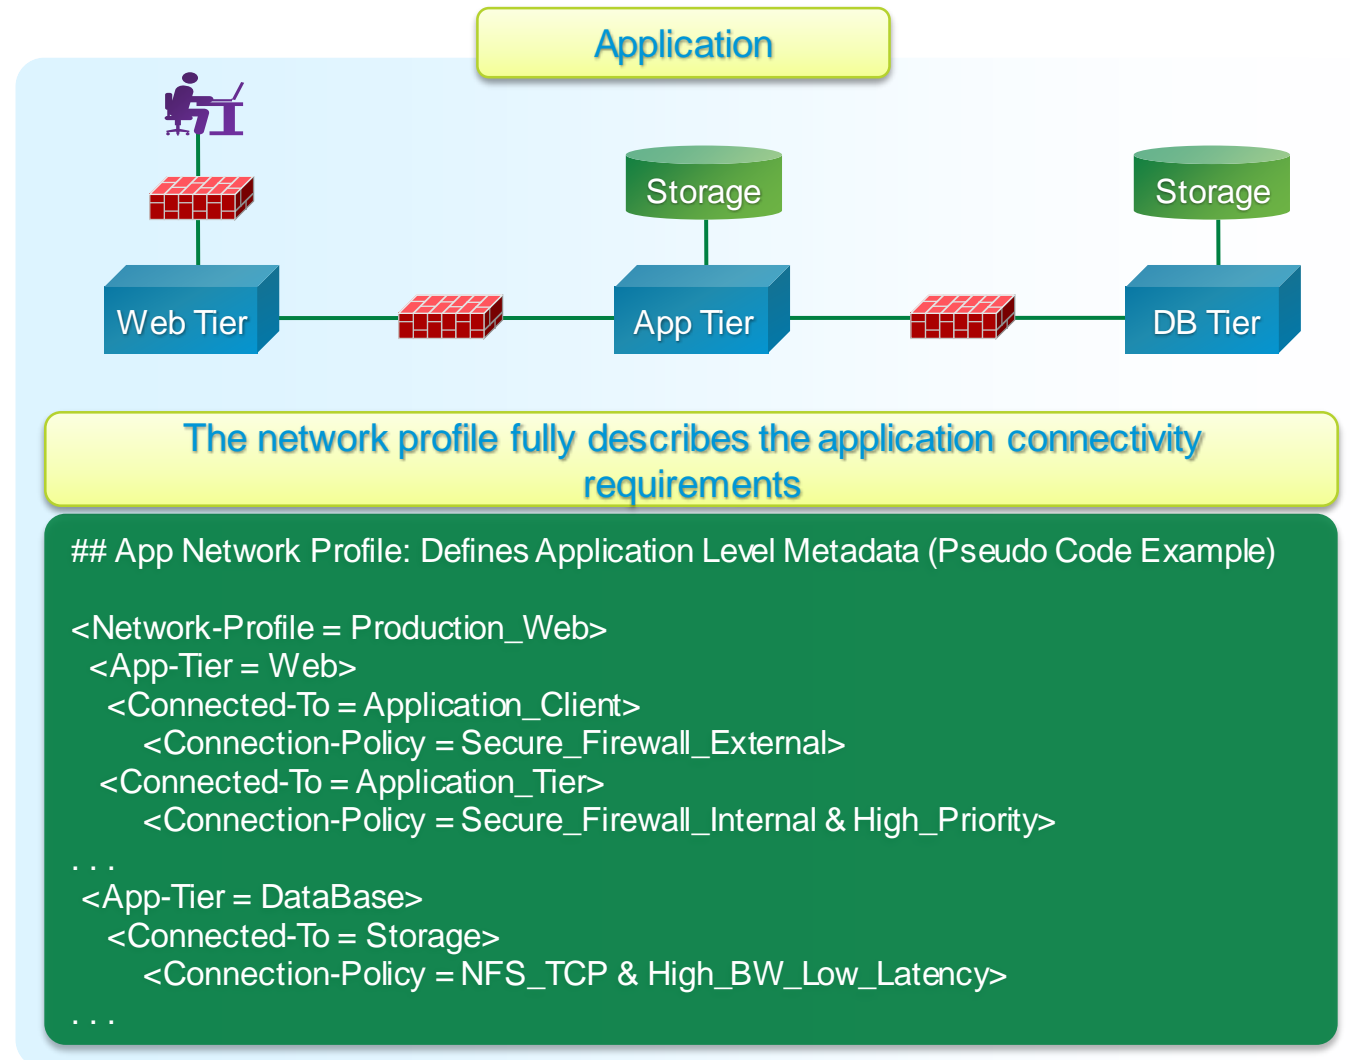 Application
Storage
Storage
Web Tier
App Tier
DB Tier
The network profile fully describes the application connectivity
requirements
## App Network Profile: Defines Application Level Metadata (Pseudo Code Example)
<Network-Profile = Production_Web>
<App-Tier = Web>
<Connected-To = Application_Client>
<Connection-Policy = Secure_Firewall_External>
<Connected-To = Application_Tier>
<Connection-Policy = Secure_Firewall_Internal & High_Priority>
. . .
<App-Tier = DataBase>
<Connected-To = Storage>
<Connection-Policy = NFS_TCP & High_BW_Low_Latency>
. . .